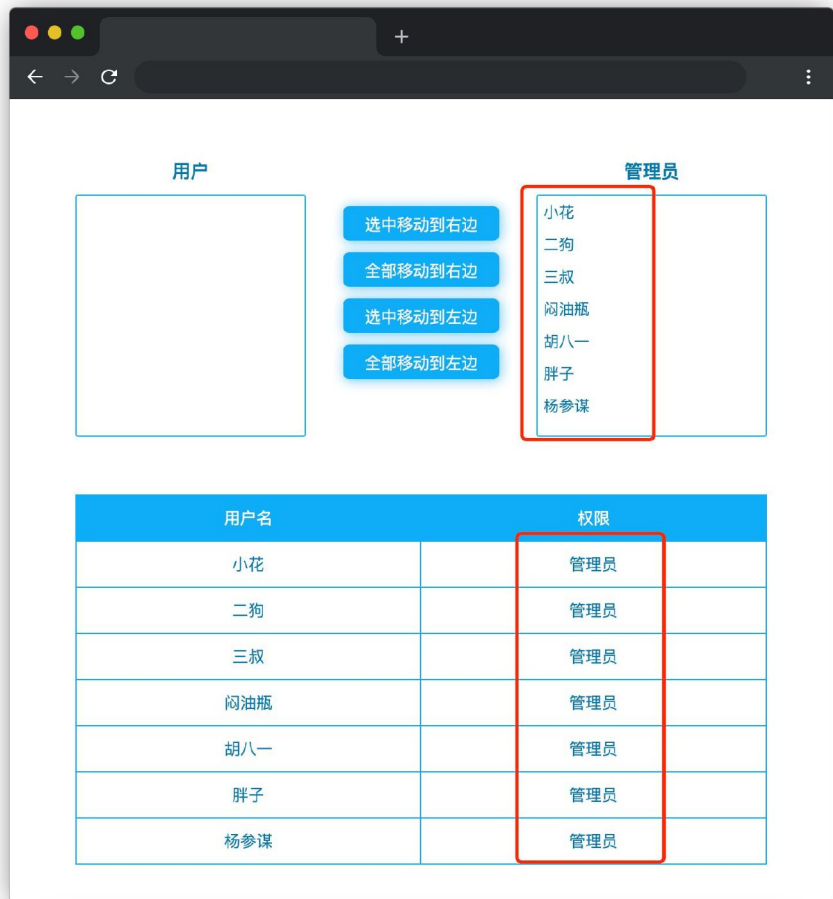 用户
管理员
选中移动到右边
全部移动到右边
选中移动到左边
全部移动到左边
小花
二狗
三叔
闷油瓶
胡八一
胖子
杨参谋
用户名 权限
小花 管理员
二狗 管理员
三叔 管理员
闷油瓶 管理员
胡八一 管理员
胖子 管理员
杨参谋 管理员